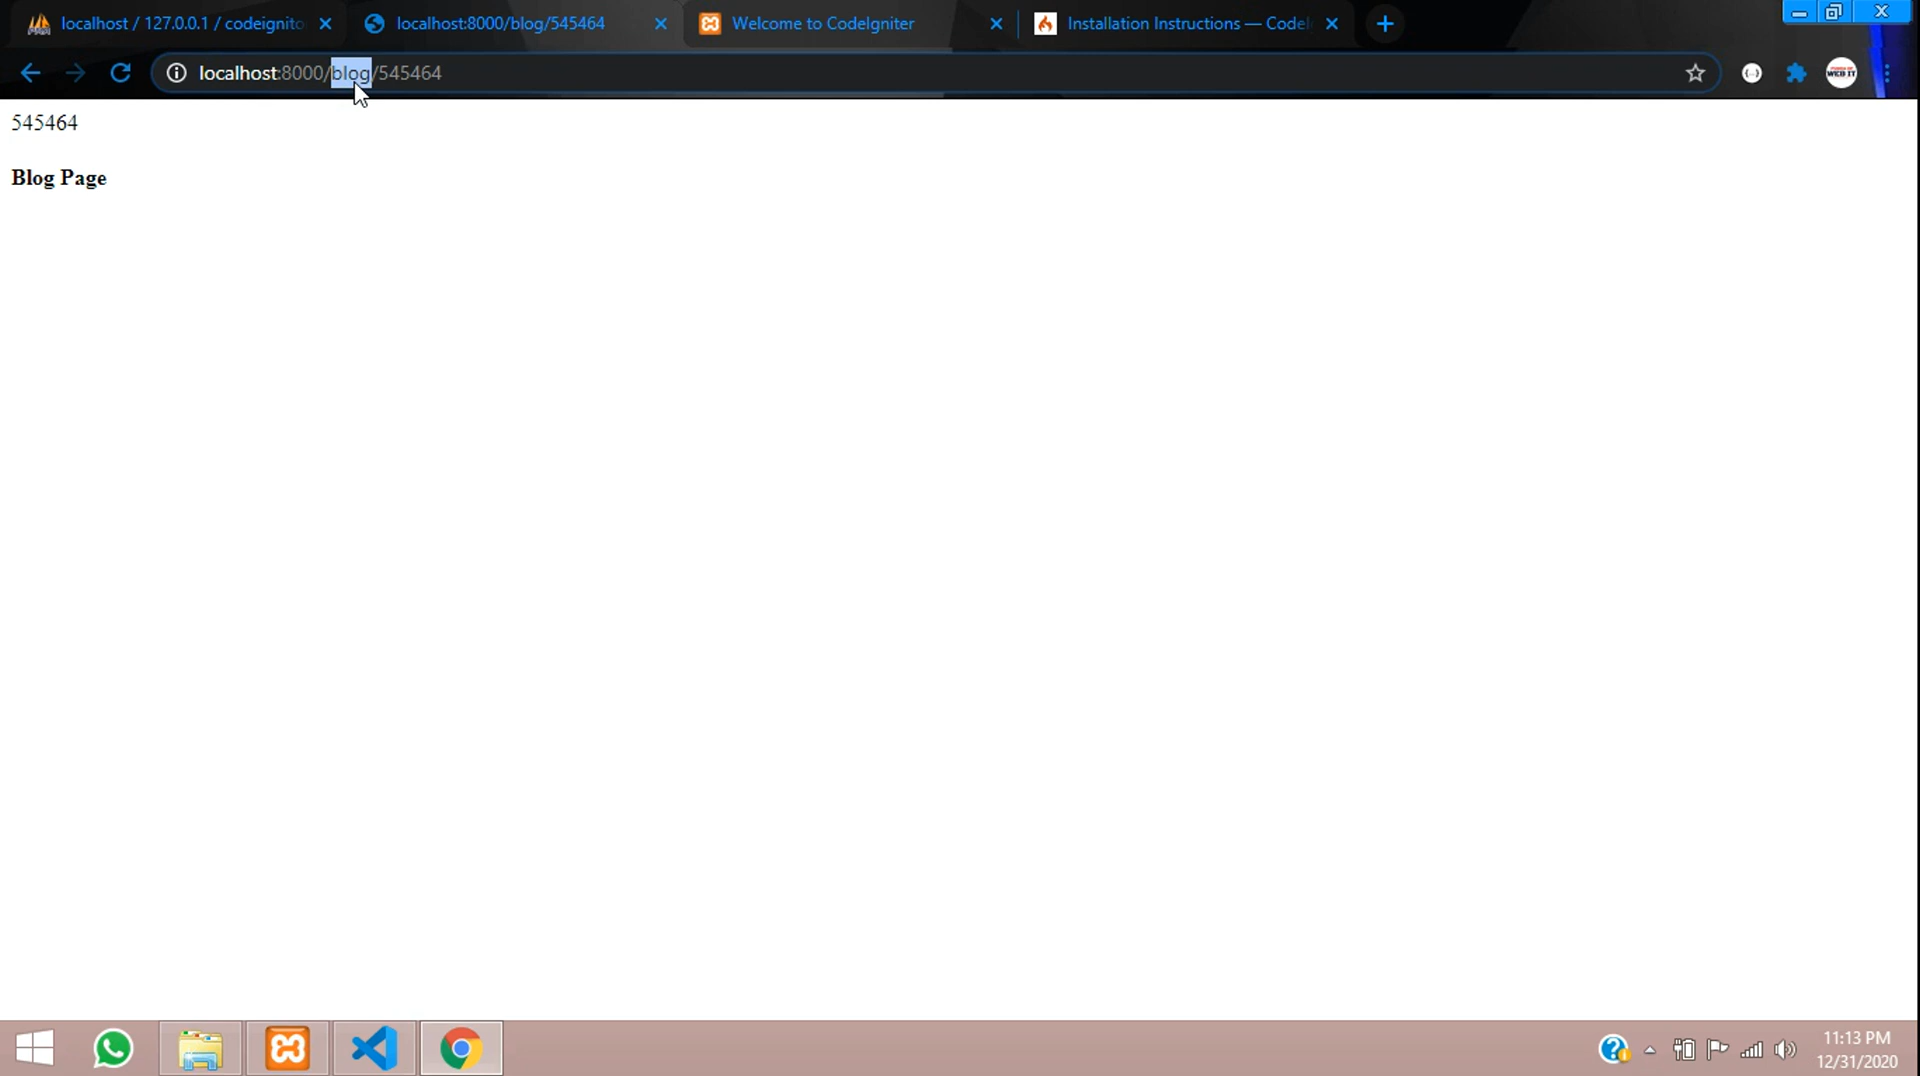 localhost / 127.0.0.1 / codeignito
localhost:8000/blog/545464
Welcome to CodeIgniter
Installation Instructions — CodeI
localhost:8000/blog/545464
545464
Blog Page
11:13 PM
12/31/2020